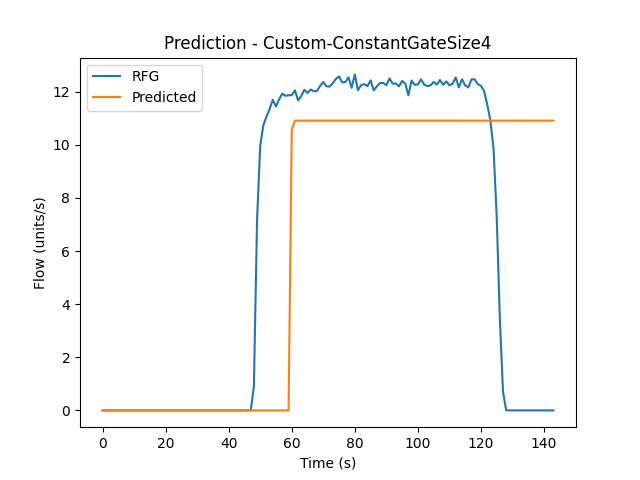 Prediction - Custom-ConstantGateSize4
RFG
Predicted
Flow (units/s)
12
10
8
6
4
2
0
0 20 40 60 80 100 120 140
Time (s)